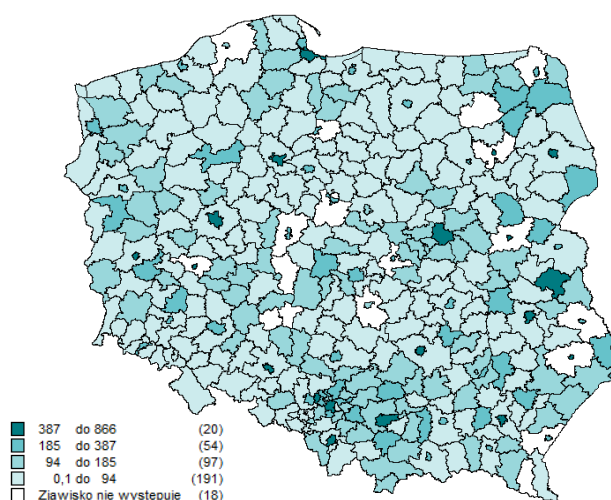 387 do 866 (20)
185 do 387 (54)
94 do 185 (97)
0,1 do 94 (191)
Zjawisko nie występuje (18)